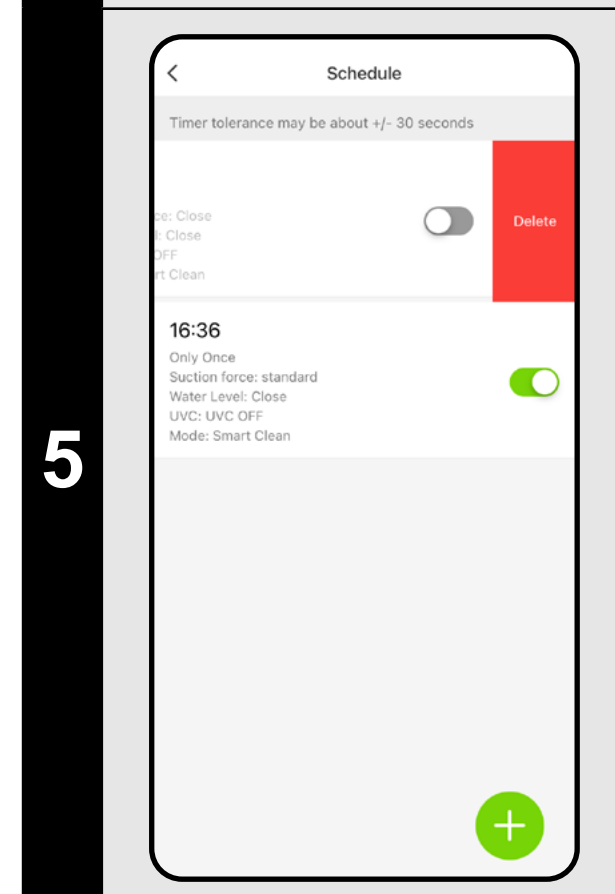 Schedule
Timer tolerance may be about +/- 30 seconds
ce: Close
l: Close
OFF
rt Clean
Delete
16:36
Only Once
Suction force: standard
Water Level: Close
UVC: UVC OFF
Mode: Smart Clean
5